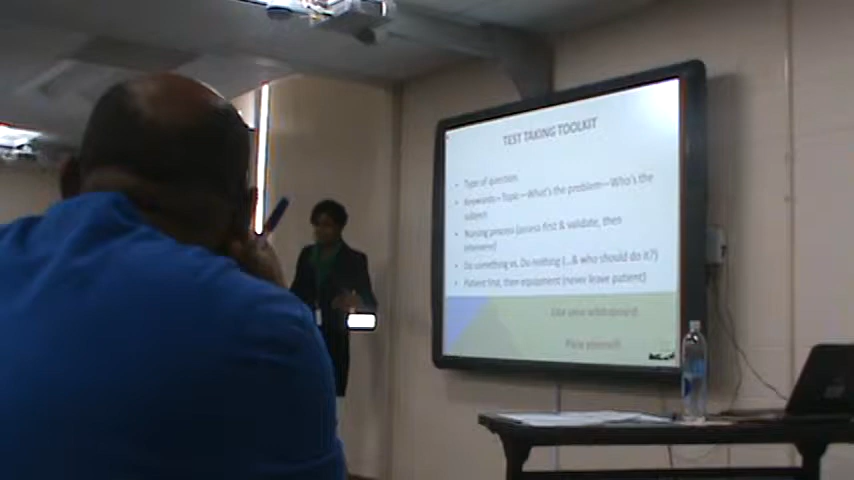 TEST TAKING TOOLKIT
• Type of question
• Keywords—Topic—What's the problem—Who's the
subject
• Nursing process (assess first & validate, then
intervene)
• Do something vs. Do nothing (...& who should do it?)
• Patient first, then equipment (never leave patient)
Use your whiteboard
Pace yourself!